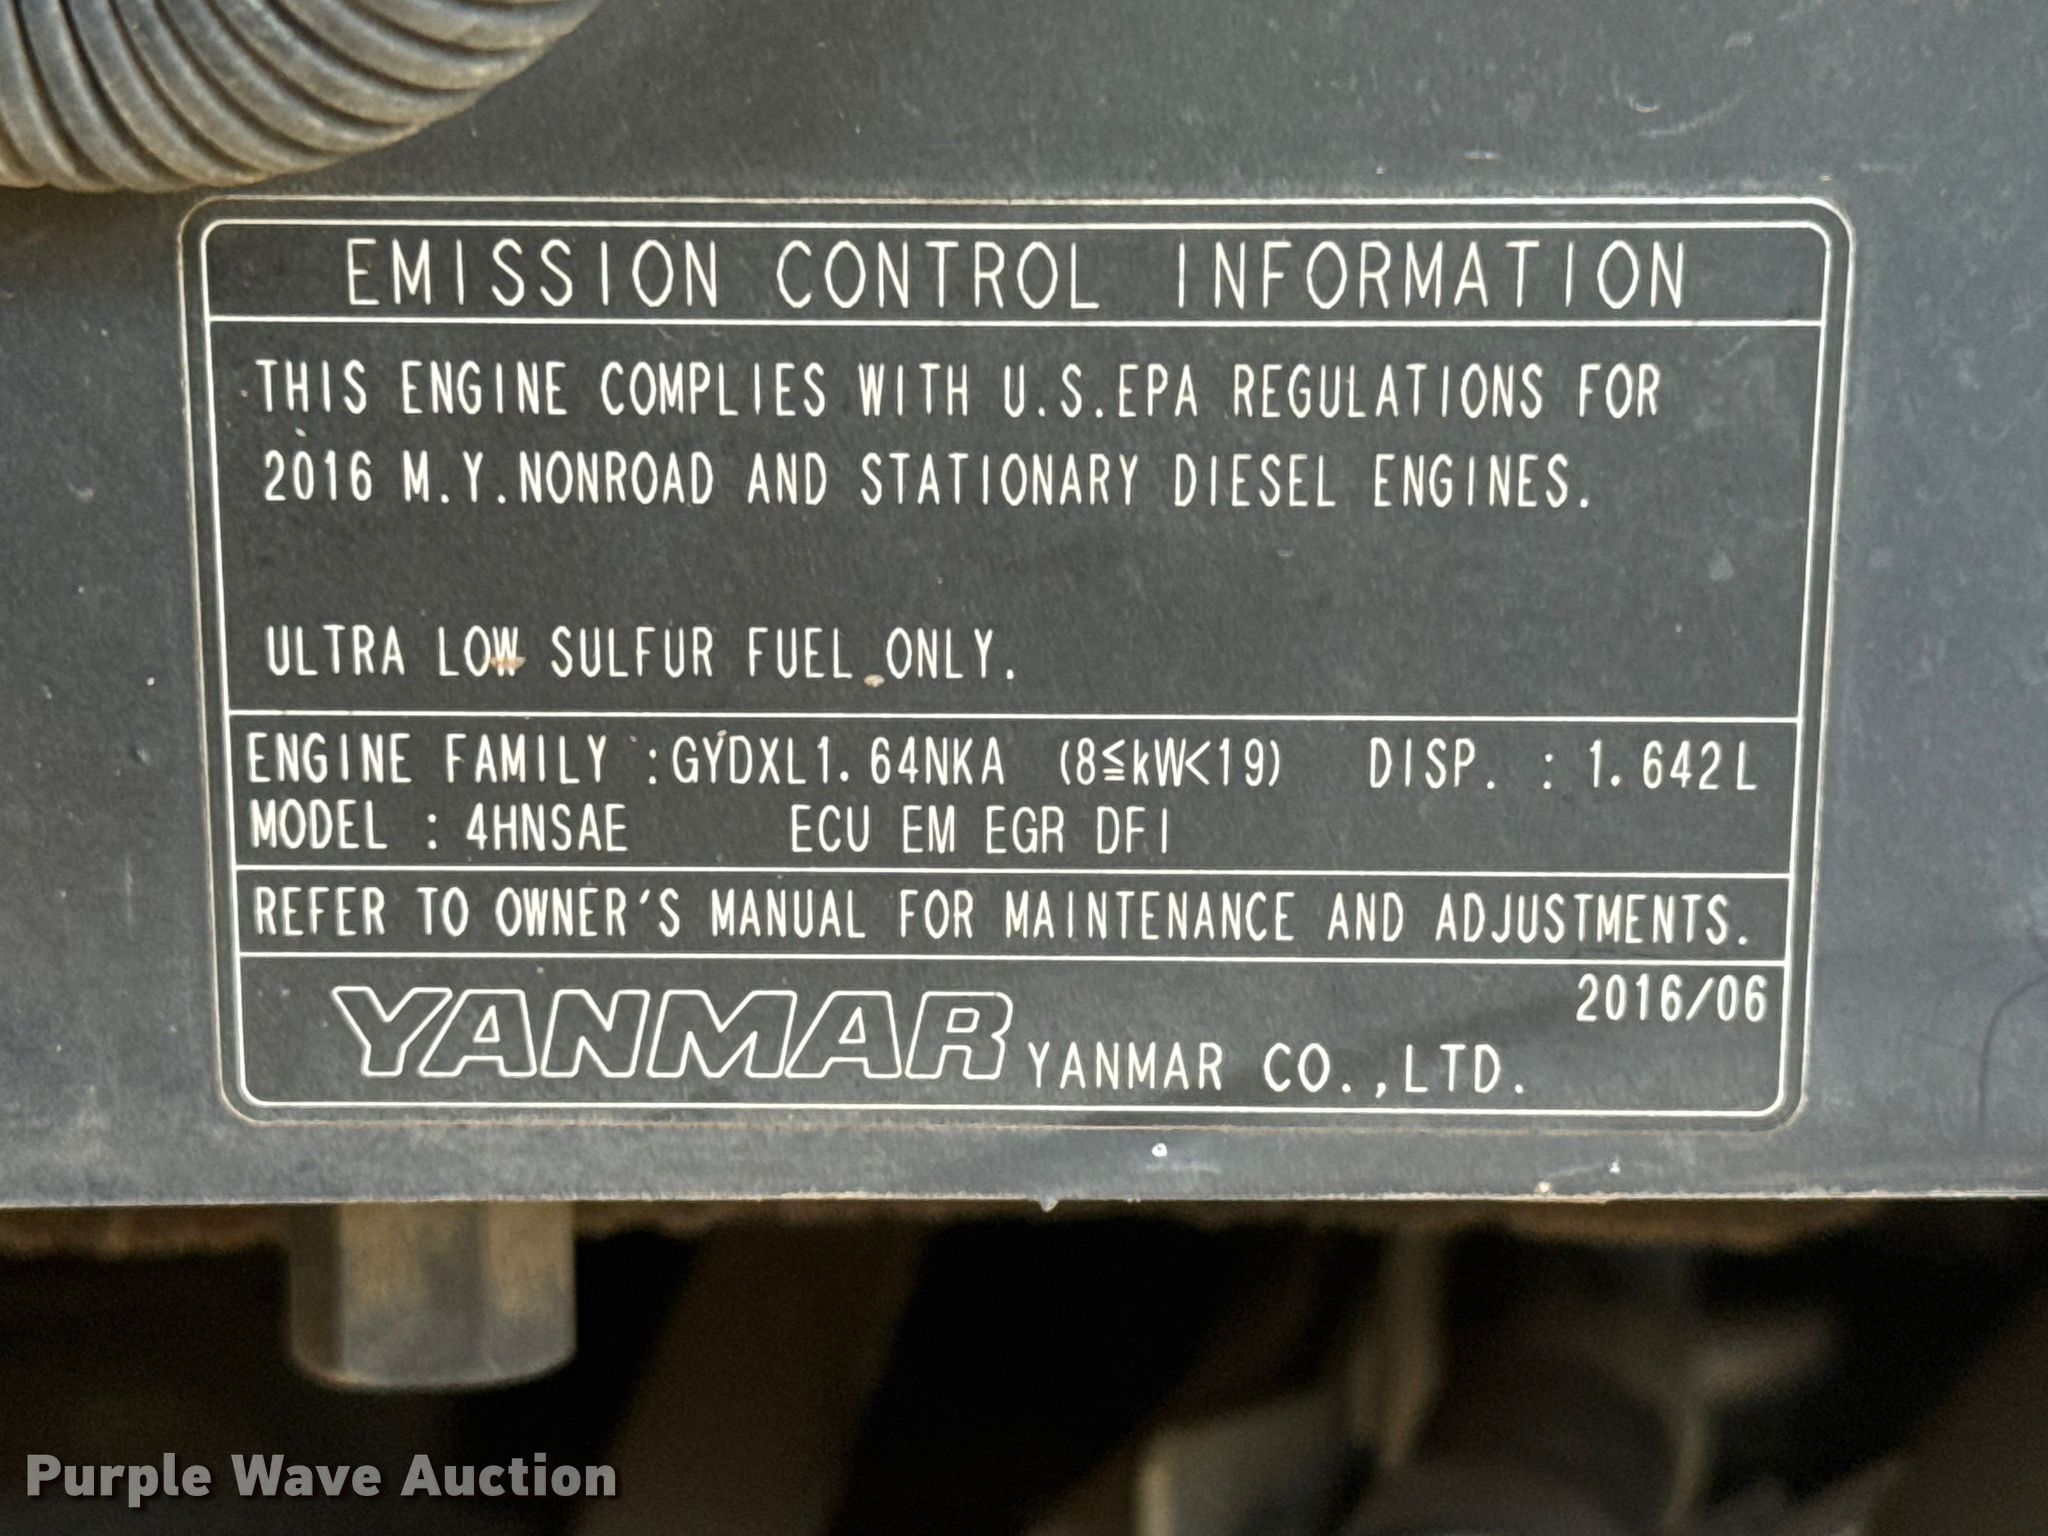 EMISSION CONTROL INFORMATION
THIS ENGINE COMPLIES WITH U.S.EPA REGULATIONS FOR
2016 M.Y.NONROAD AND STATIONARY DIESEL ENGINES.
ULTRA LOW SULFUR FUEL ONLY.
ENGINE FAMILY :GYDXL1.64NKA (8≦kW<19) DISP. : 1.642L
MODEL : 4HNSAE ECU EM EGR DFI
REFER TO OWNER'S MANUAL FOR MAINTENANCE AND ADJUSTMENTS.
2016/06
YANMAR YANMAR CO.,LTD.
Purple Wave Auction